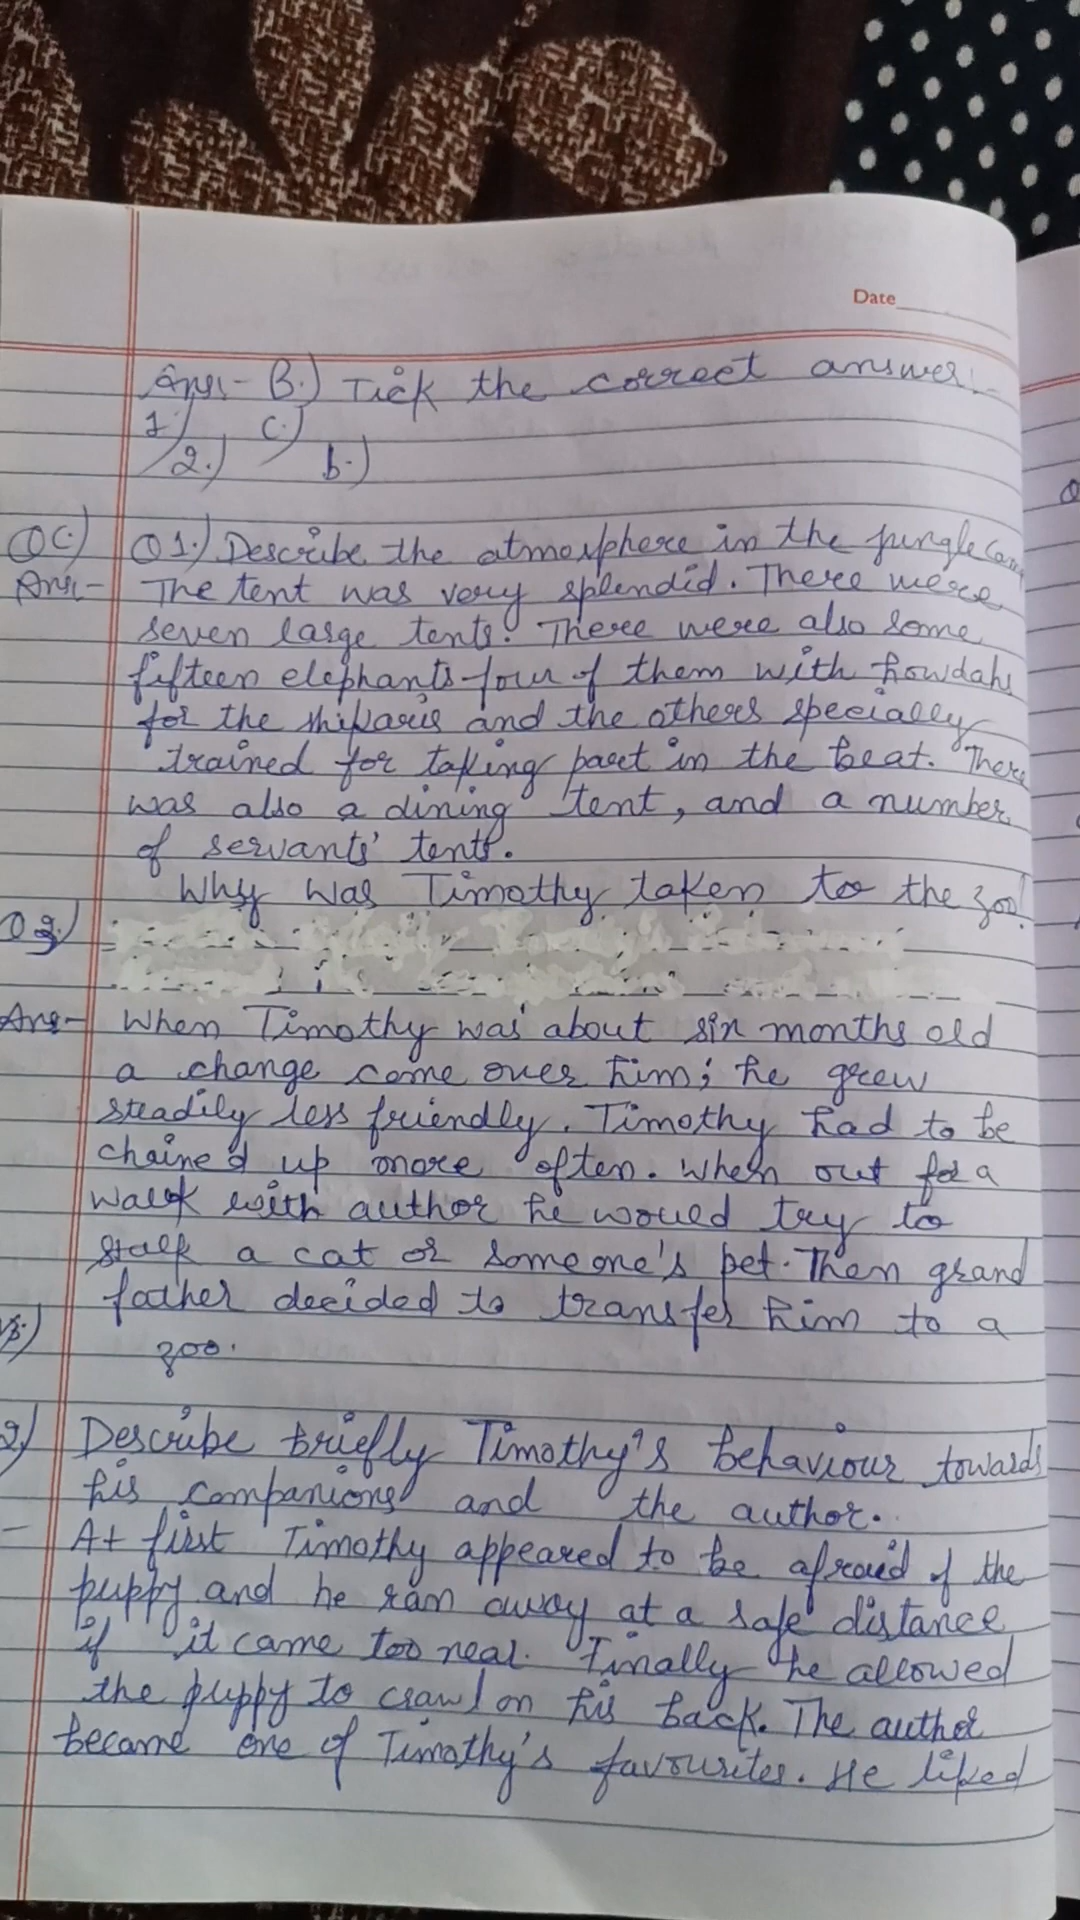 Date
Ans:- B.) Tick the correct answer:-
1.) c.)
2.) b.)
Q C.) Q 1.) Describe the atmosphere in the jungle camp
Ans:- The tent was very splendid. There were
seven large tents. There were also some
fifteen elephants-four of them with howdahs
for the shikaris and the others specially
trained for taking part in the beat. There
was also a dining tent, and a number
of servants' tents.
Why was Timothy taken to the zoo?
Q 3.)
Ans- When Timothy was about six months old
a change come over him; he grew
steadily less friendly. Timothy had to be
chained up more often. When out for a
walk with author he would try to
stalk a cat or someone's pet. Then grand
father decided to transfer him to a
zoo.
2.) Describe briefly Timothy's behaviour towards
his companions and the author.
- At first Timothy appeared to be afraid of the
puppy and he ran away at a safe distance
if it came too near. Finally he allowed
the puppy to crawl on his back. The author
became one of Timothy's favourites. He liked